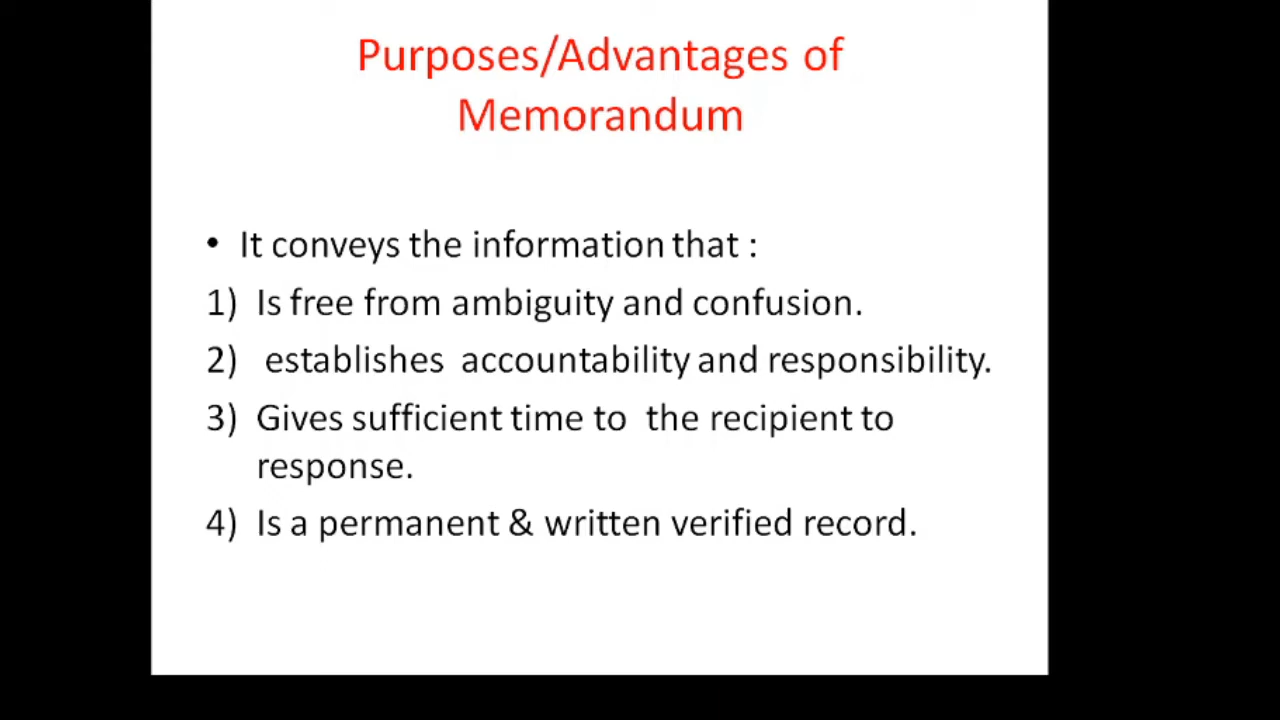 Purposes/Advantages of
Memorandum
• It conveys the information that :
1) Is free from ambiguity and confusion.
2) establishes accountability and responsibility.
3) Gives sufficient time to the recipient to
response.
4) Is a permanent & written verified record.